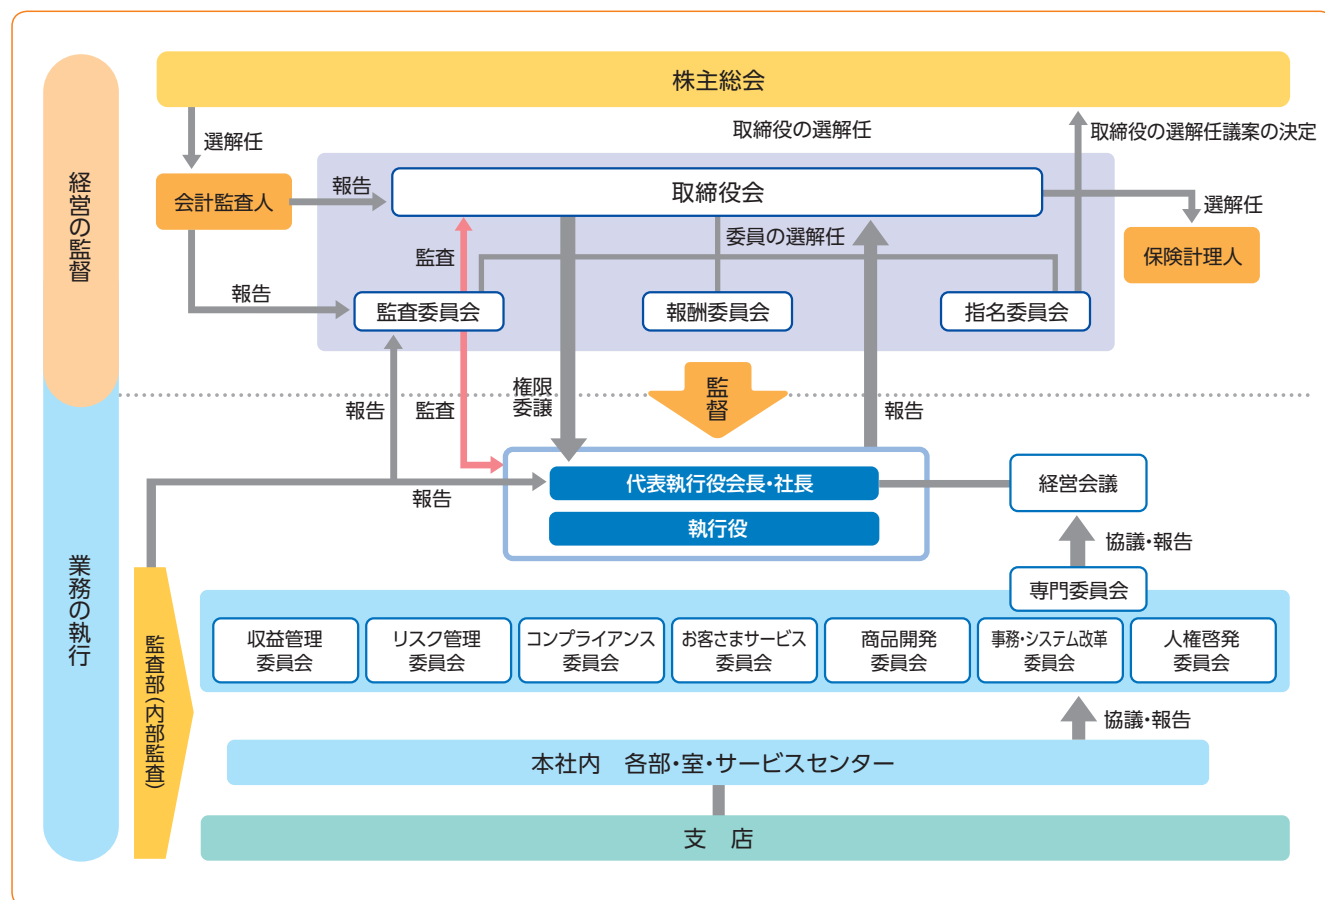 経営の監督
業務の執行
株主総会
選解任
取締役の選解任
取締役の選解任議案の決定
会計監査人
報告
取締役会
選解任
保険計理人
監査
委員の選解任
報告
監査委員会
報酬委員会
指名委員会
報告
監査
権限
委譲
監督
報告
代表執行役会長・社長
執行役
報告
経営会議
協議・報告
専門委員会
監査部(内部監査)
収益管理
委員会
リスク管理
委員会
コンプライアンス
委員会
お客さまサービス
委員会
商品開発
委員会
事務・システム改革
委員会
人権啓発
委員会
協議・報告
本社内　各部・室・サービスセンター
支　店